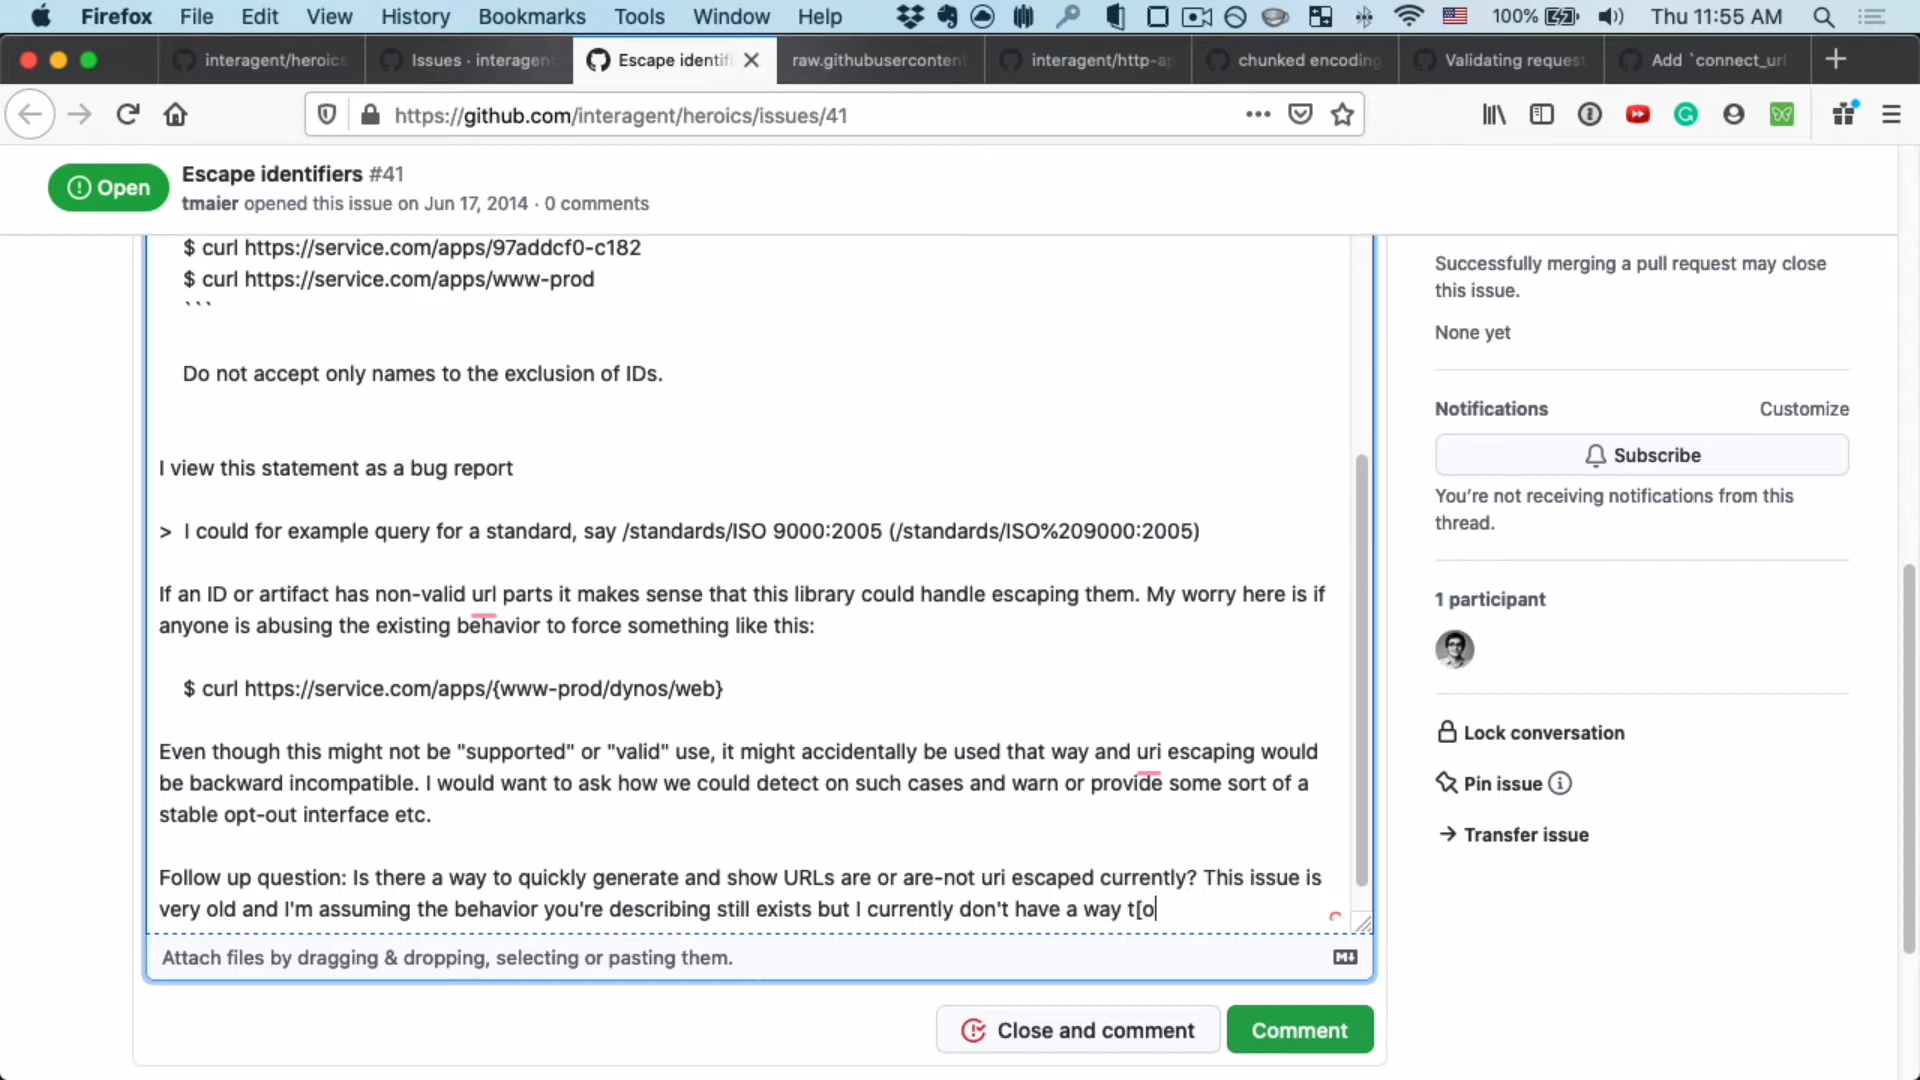 Firefox File Edit View History Bookmarks Tools Window Help 100% Thu 11:55 AM
interagent/heroics Issues · interagen Escape identifi raw.githubusercontent interagent/http-ap chunked encoding Validating reques Add `connect_url
https://github.com/interagent/heroics/issues/41
Open
Escape identifiers #41
tmaier opened this issue on Jun 17, 2014 · 0 comments
$ curl https://service.com/apps/97addcf0-c182
$ curl https://service.com/apps/www-prod
```
Do not accept only names to the exclusion of IDs.
I view this statement as a bug report
> I could for example query for a standard, say /standards/ISO 9000:2005 (/standards/ISO%209000:2005)
If an ID or artifact has non-valid url parts it makes sense that this library could handle escaping them. My worry here is if
anyone is abusing the existing behavior to force something like this:
$ curl https://service.com/apps/{www-prod/dynos/web}
Even though this might not be "supported" or "valid" use, it might accidentally be used that way and uri escaping would
be backward incompatible. I would want to ask how we could detect on such cases and warn or provide some sort of a
stable opt-out interface etc.
Follow up question: Is there a way to quickly generate and show URLs are or are-not uri escaped currently? This issue is
very old and I'm assuming the behavior you're describing still exists but I currently don't have a way t[o
Attach files by dragging & dropping, selecting or pasting them.
Close and comment
Comment
Successfully merging a pull request may close
this issue.
None yet
Notifications Customize
Subscribe
You're not receiving notifications from this
thread.
1 participant
Lock conversation
Pin issue
Transfer issue